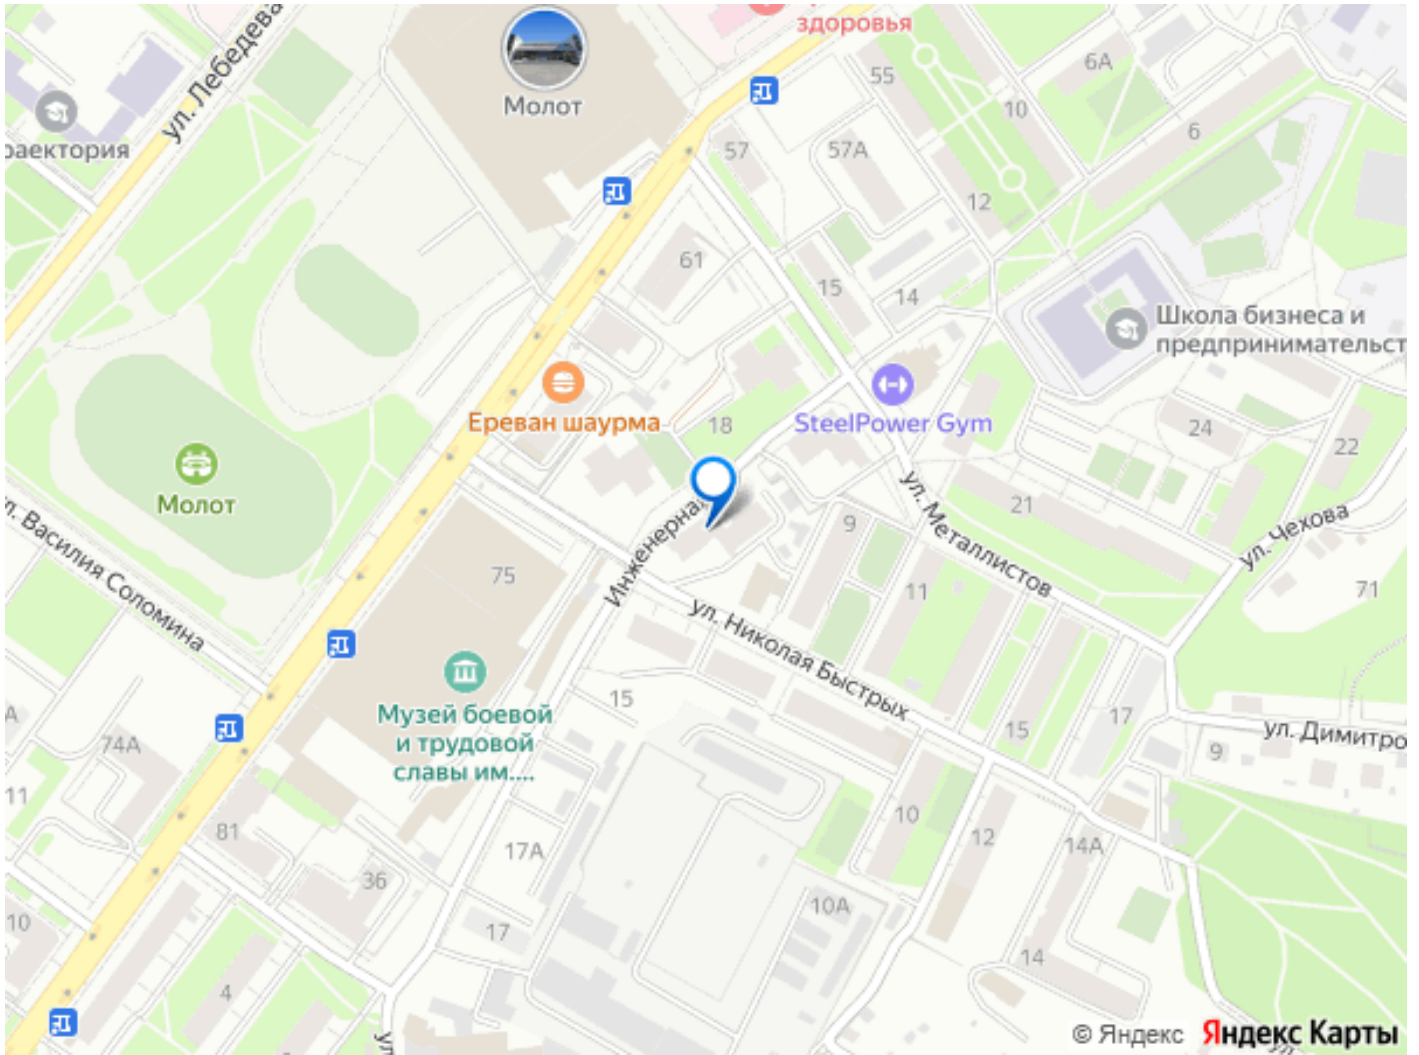 здоровья
ул. Лебедева
Молот
раектория
55
6А
10
6
57
57А
12
61
15
14
Школа бизнеса и
предпринимательст
Ереван шаурма
18
SteelPower Gym
24
22
Молот
л. Василия Соломина
Инженерная
9
ул. Металлистов
21
ул. Чехова
75
11
71
ул. Николая Быстрых
Музей боевой
и трудовой
славы им....
15
15
17
ул. Димитро
9
А
74А
11
81
36
17А
10
12
14А
10А
10
17
14
4
ул
© Яндекс
Яндекс Карты